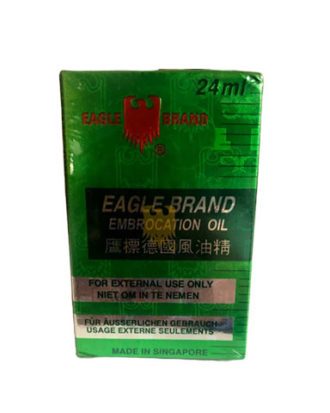 24ml
EAGLE BRAND
®
EAGLE BRAND
EMBROCATION OIL
鷹標德國風油精
FOR EXTERNAL USE ONLY
NIET OM IN TE NEMEN
FÜR ÄUSSERLICHEN GEBRAUCH
USAGE EXTERNE SEULEMENTS
MADE IN SINGAPORE